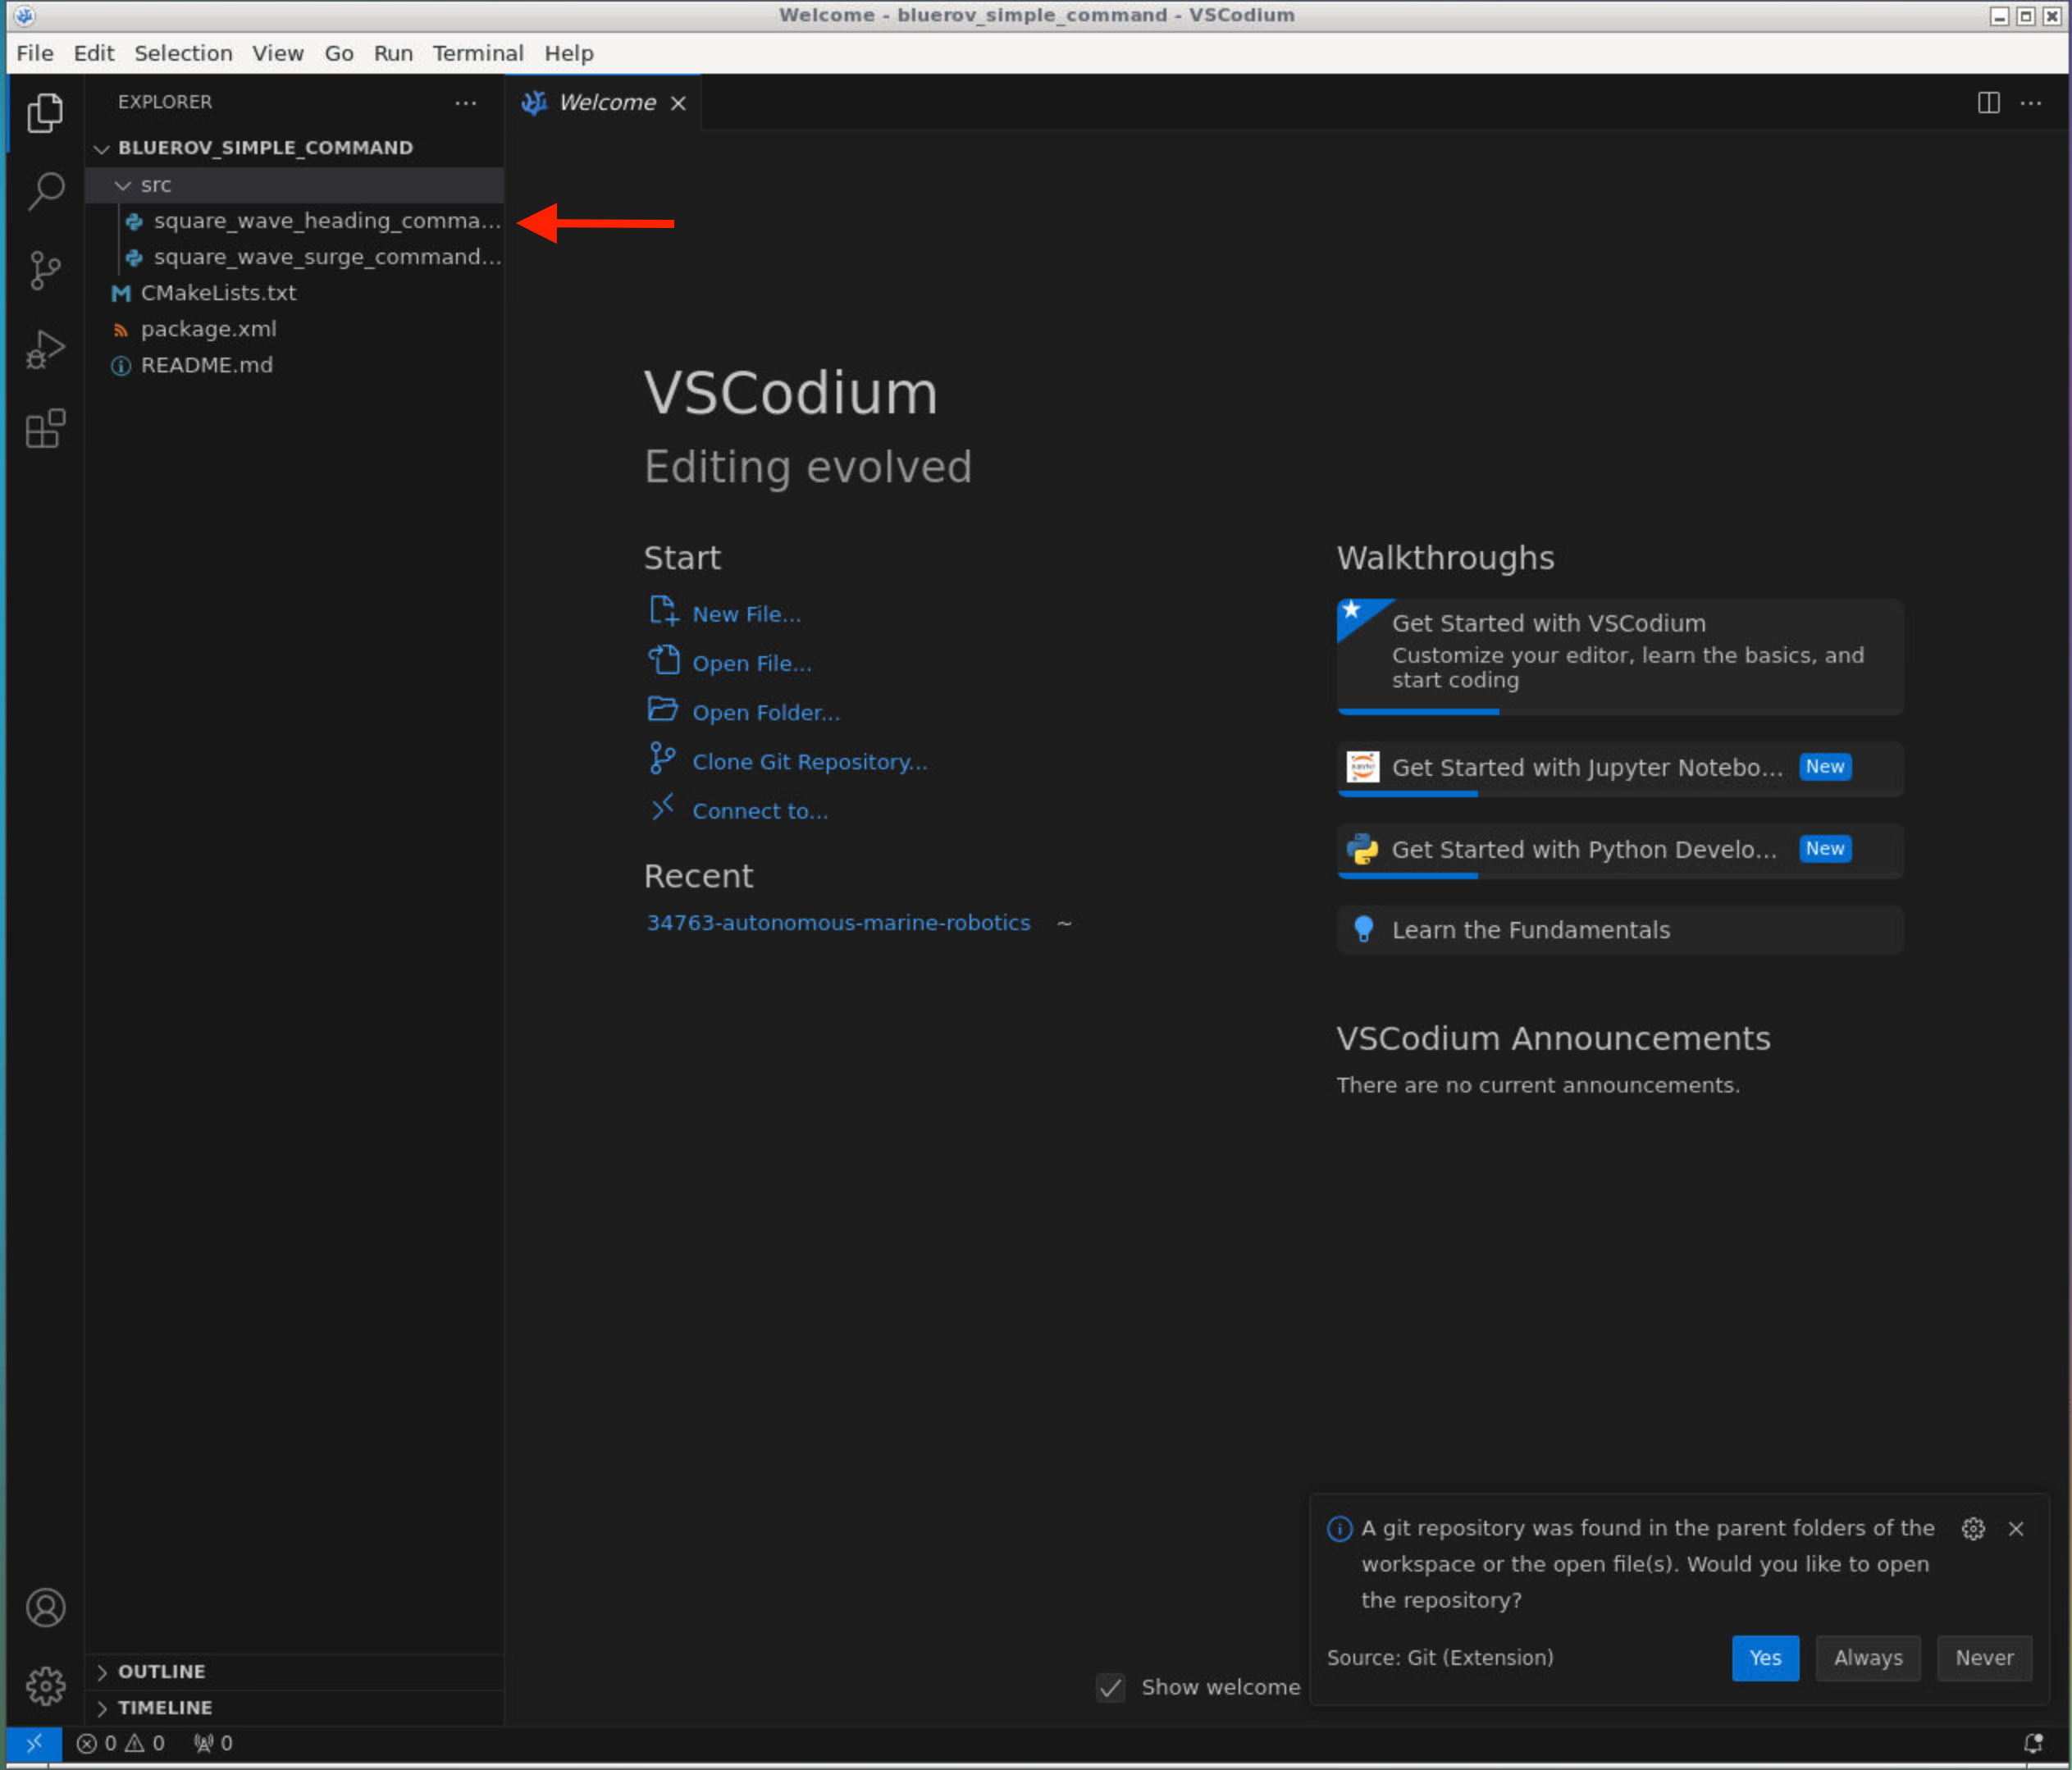 Welcome - bluerov_simple_command - VSCodium
File Edit Selection View Go Run Terminal Help
EXPLORER
Welcome
BLUEROV_SIMPLE_COMMAND
src
square_wave_heading_comma...
square_wave_surge_command...
CMakeLists.txt
package.xml
README.md
VSCodium
Editing evolved
Start
New File...
Open File...
Open Folder...
Clone Git Repository...
Connect to...
Recent
34763-autonomous-marine-robotics ~
Walkthroughs
Get Started with VSCodium
Customize your editor, learn the basics, and
start coding
Get Started with Jupyter Notebo... New
Get Started with Python Develo... New
Learn the Fundamentals
VSCodium Announcements
There are no current announcements.
A git repository was found in the parent folders of the
workspace or the open file(s). Would you like to open
the repository?
Source: Git (Extension) Yes Always Never
Show welcome
OUTLINE
TIMELINE
0 0 0